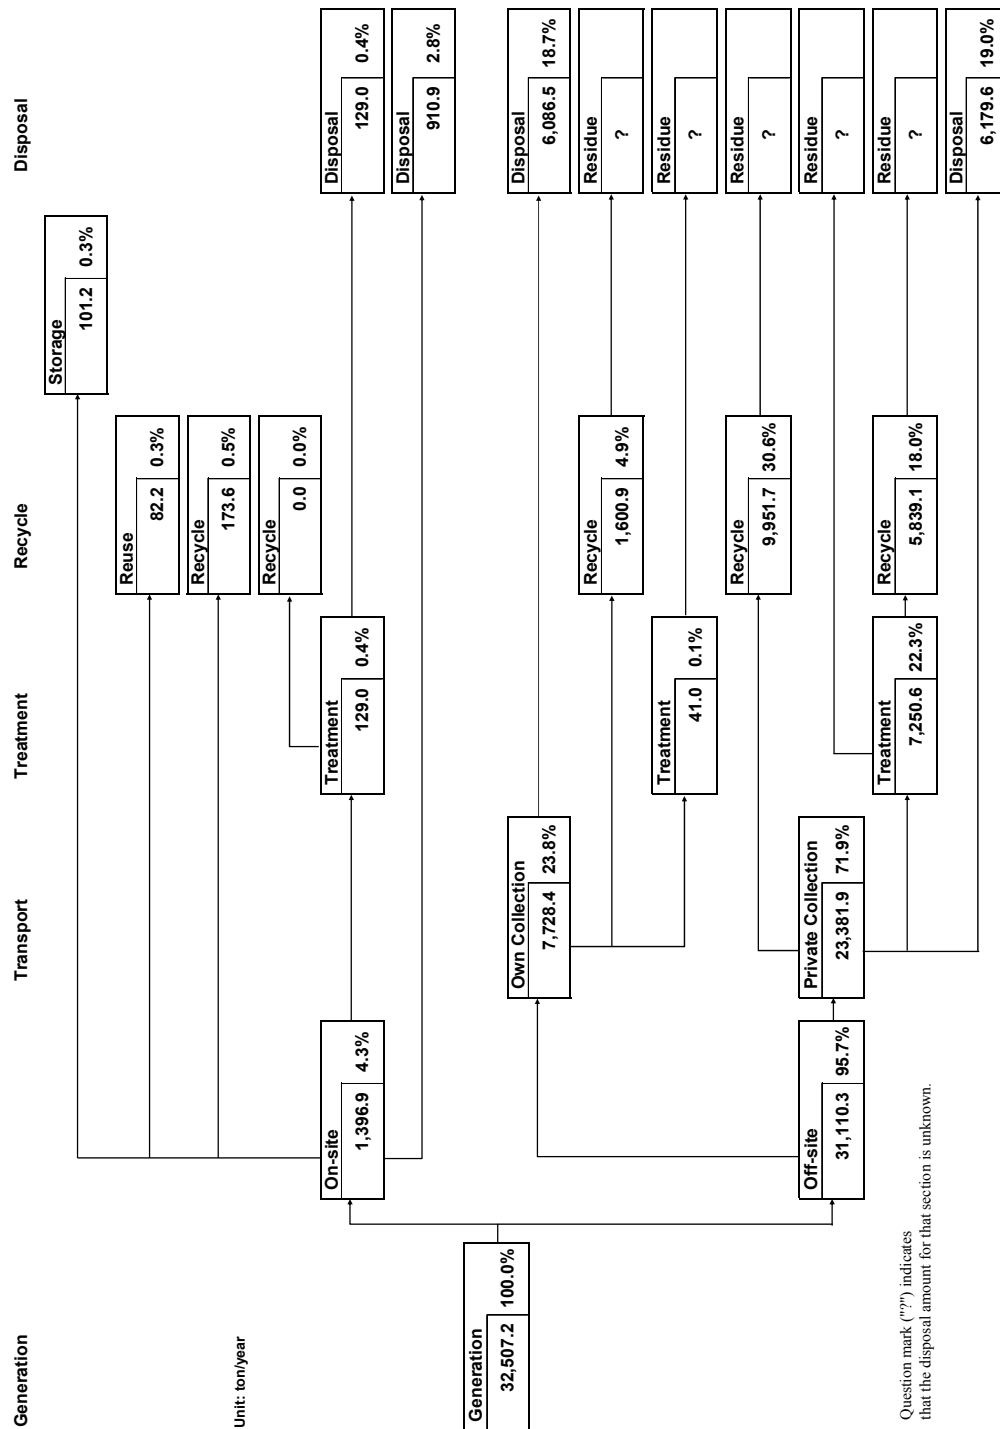 Generation
Transport
Treatment
Recycle
Disposal
Unit: ton/year
Storage
101.2 0.3%
Reuse
82.2 0.3%
Recycle
173.6 0.5%
Recycle
0.0 0.0%
On-site
1,396.9 4.3%
Treatment
129.0 0.4%
Disposal
129.0 0.4%
Disposal
910.9 2.8%
Generation
32,507.2 100.0%
Own Collection
7,728.4 23.8%
Disposal
6,086.5 18.7%
Recycle
1,600.9 4.9%
Residue
?
Treatment
41.0 0.1%
Residue
?
Recycle
9,951.7 30.6%
Residue
?
Off-site
31,110.3 95.7%
Private Collection
23,381.9 71.9%
Residue
?
Treatment
7,250.6 22.3%
Recycle
5,839.1 18.0%
Residue
?
Disposal
6,179.6 19.0%
Question mark ("?") indicates
that the disposal amount for that section is unknown.